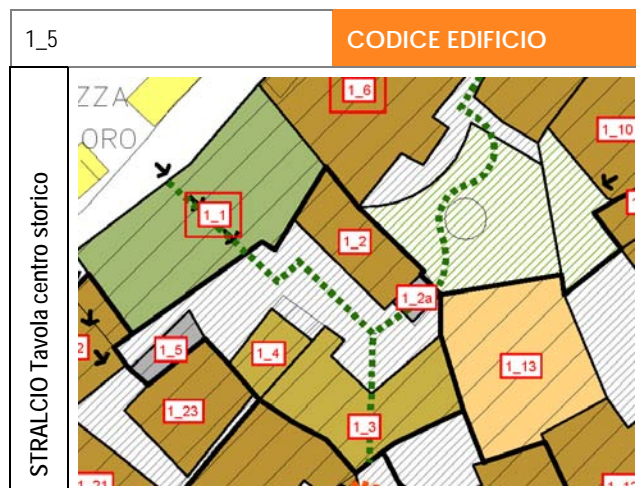 1_5
CODICE EDIFICIO
STRALCIO Tavola centro storico
ZZA
ORO
1_6
1_10
1_1
1_2
1_2a
1_5
1_4
1_13
1_23
1_3